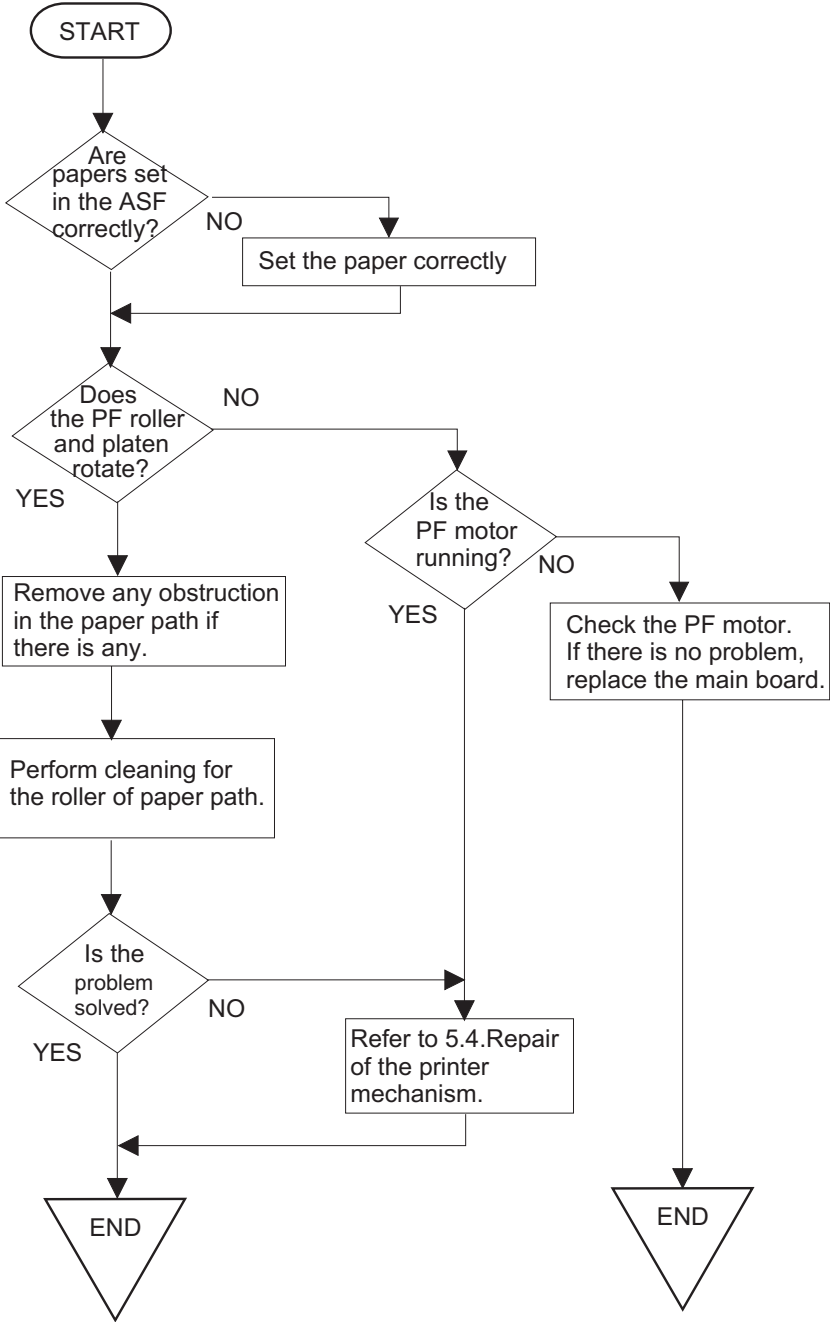 START
Are
papers set
in the ASF
correctly?
NO
Set the paper correctly
Does
the PF roller
and platen
rotate?
NO
YES
Is the
PF motor
running?
NO
YES
Remove any obstruction
in the paper path if
there is any.
Check the PF motor.
If there is no problem,
replace the main board.
Perform cleaning for
the roller of paper path.
Is the
problem
solved?
NO
YES
Refer to 5.4.Repair
of the printer
mechanism.
END
END